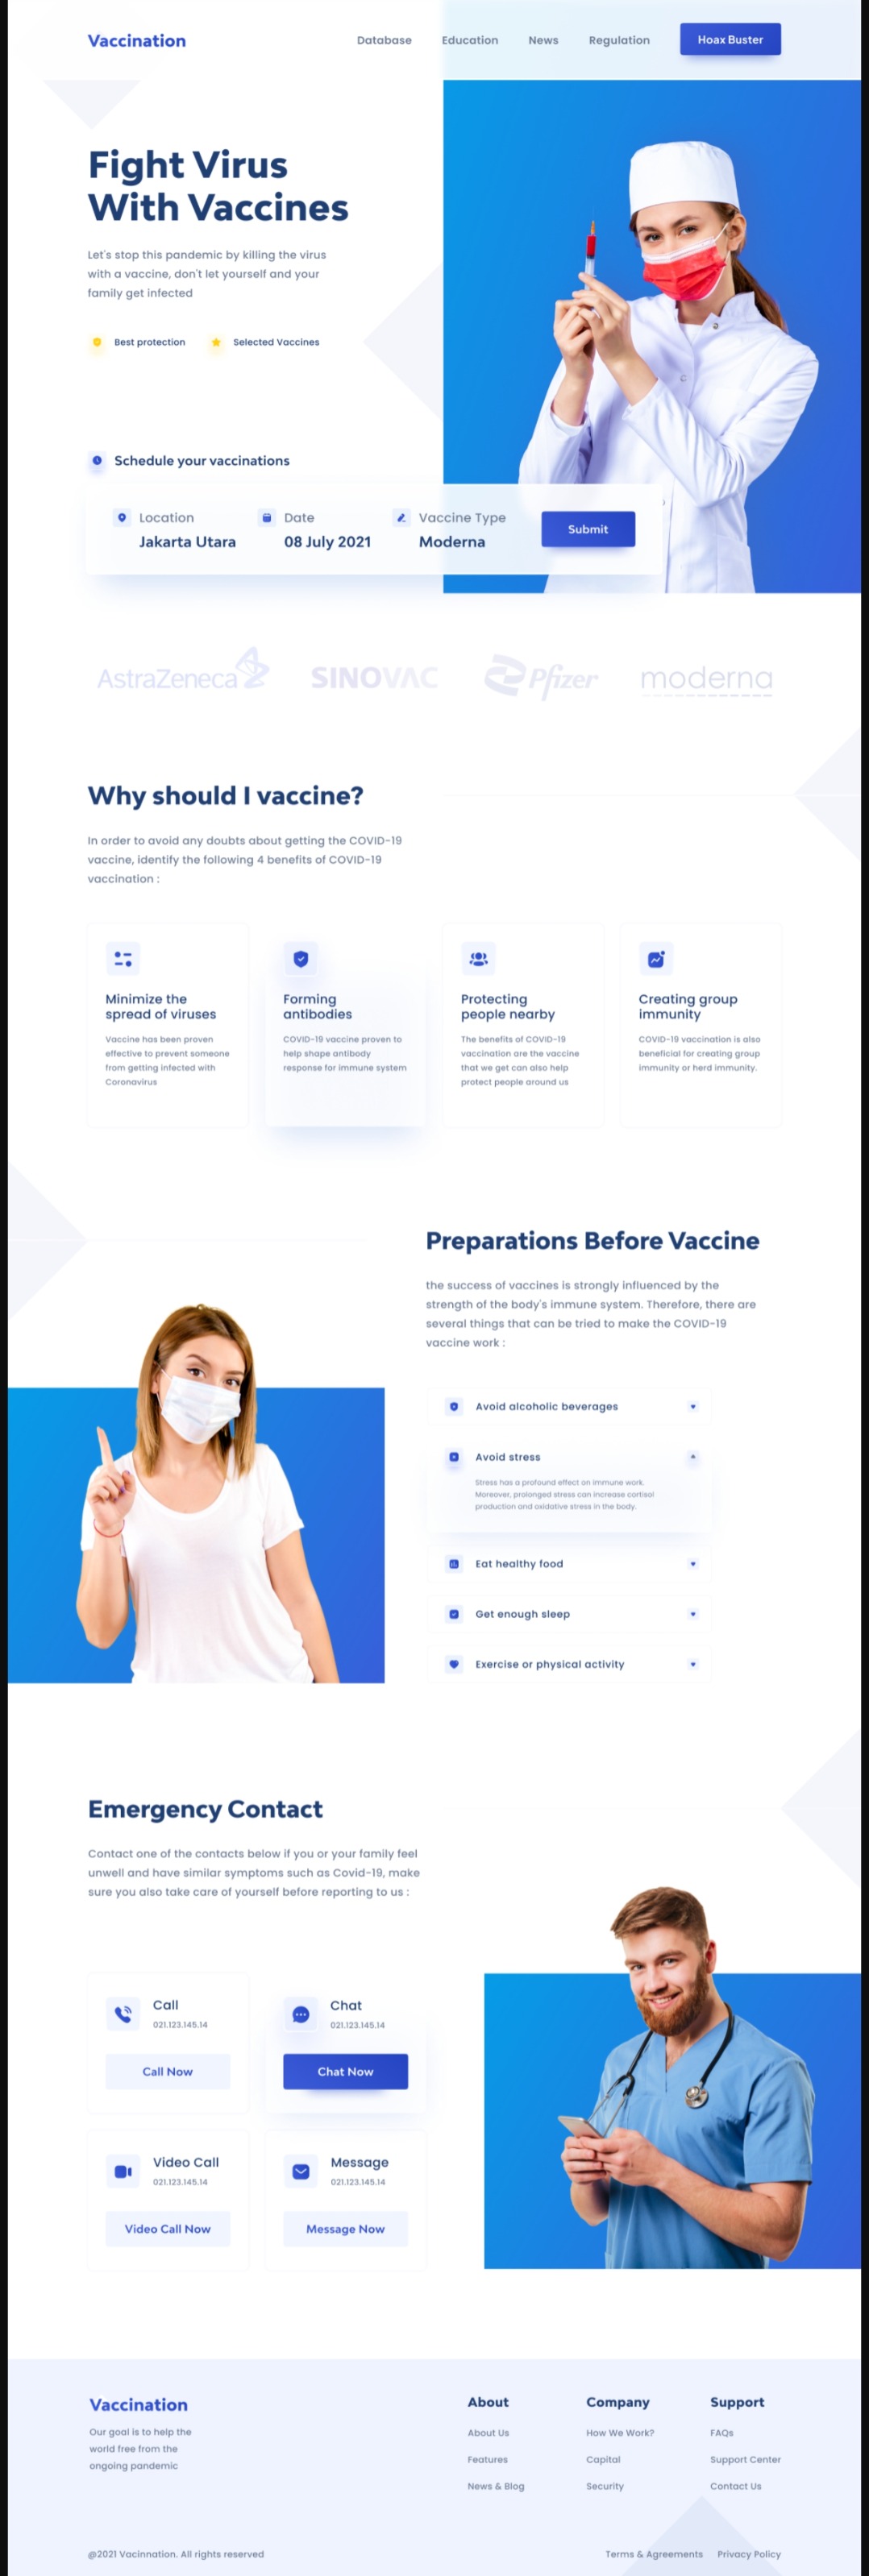 Vaccination
Database Education News Regulation Hoax Buster
Fight Virus
With Vaccines
Let's stop this pandemic by killing the virus
with a vaccine, don't let yourself and your
family get infected
Best protection Selected Vaccines
Schedule your vaccinations
Location Date Vaccine Type
Submit
Jakarta Utara 08 July 2021 Moderna
AstraZeneca SINOVAC Pfizer moderna
Why should I vaccine?
In order to avoid any doubts about getting the COVID-19
vaccine, identify the following 4 benefits of COVID-19
vaccination :
Minimize the
spread of viruses
Vaccine has been proven
effective to prevent someone
from getting infected with
Coronavirus
Forming
antibodies
COVID-19 vaccine proven to
help shape antibody
response for immune system
Protecting
people nearby
The benefits of COVID-19
vaccination are the vaccine
that we get can also help
protect people around us
Creating group
immunity
COVID-19 vaccination is also
beneficial for creating group
immunity or herd immunity.
Preparations Before Vaccine
the success of vaccines is strongly influenced by the
strength of the body's immune system. Therefore, there are
several things that can be tried to make the COVID-19
vaccine work :
Avoid alcoholic beverages
Avoid stress
Stress has a profound effect on immune work.
Moreover, prolonged stress can increase cortisol
production and oxidative stress in the body.
Eat healthy food
Get enough sleep
Exercise or physical activity
Emergency Contact
Contact one of the contacts below if you or your family feel
unwell and have similar symptoms such as Covid-19, make
sure you also take care of yourself before reporting to us :
Call
021.123.145.14
Call Now
Chat
021.123.145.14
Chat Now
Video Call
021.123.145.14
Video Call Now
Message
021.123.145.14
Message Now
Vaccination
Our goal is to help the
world free from the
ongoing pandemic
About
About Us
Features
News & Blog
Company
How We Work?
Capital
Security
Support
FAQs
Support Center
Contact Us
@2021 Vacinnation. All rights reserved
Terms & Agreements Privacy Policy